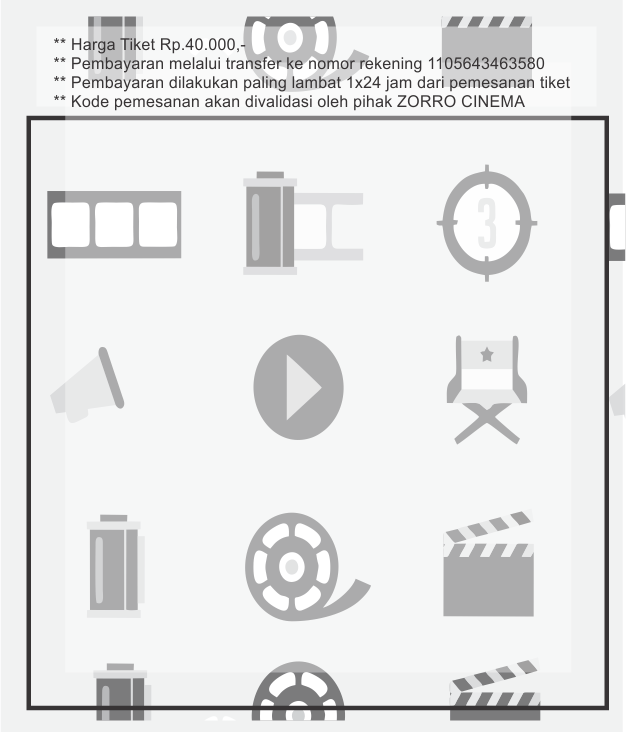 ** Harga Tiket Rp.40.000,-
** Pembayaran melalui transfer ke nomor rekening 1105643463580
** Pembayaran dilakukan paling lambat 1x24 jam dari pemesanan tiket
** Kode pemesanan akan divalidasi oleh pihak ZORRO CINEMA
3